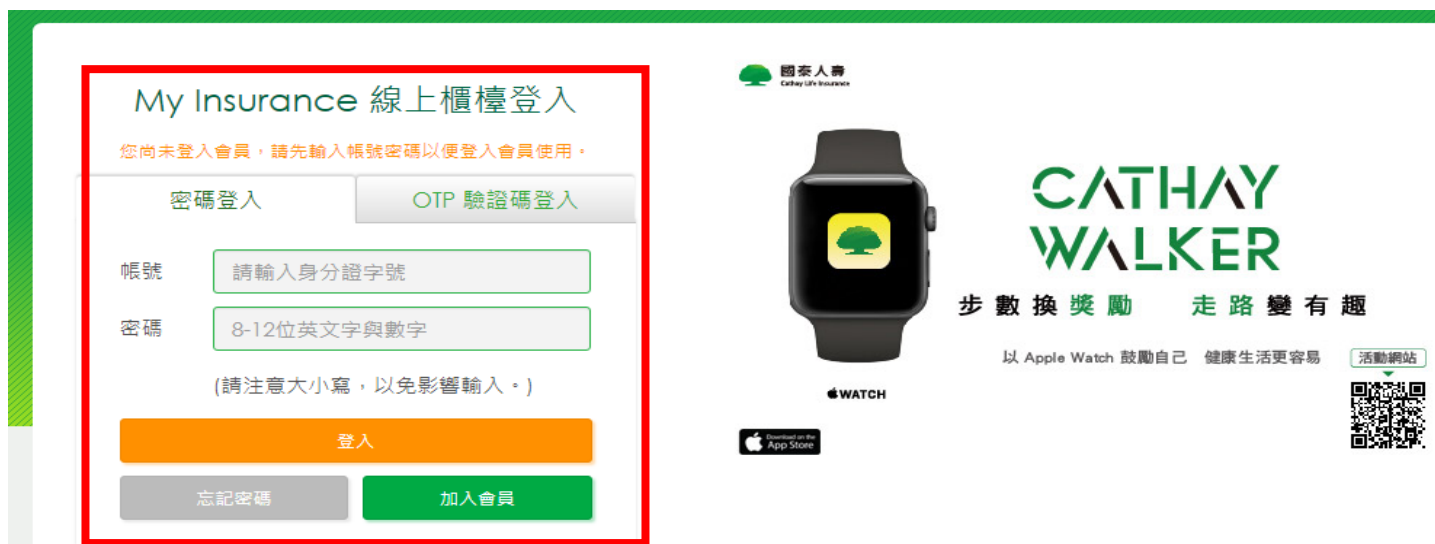 My Insurance 線上櫃檯登入
您尚未登入會員，請先輸入帳號密碼以便登入會員使用。
密碼登入
OTP 驗證碼登入
帳號
請輸入身分證字號
密碼
8-12位英文字與數字
(請注意大小寫，以免影響輸入。)
登入
忘記密碼
加入會員
國泰人壽
Cathay Life Insurance
CATHAY
WALKER
步數換獎勵 走路變有趣
以 Apple Watch 鼓勵自己 健康生活更容易
活動網站
WATCH
Download on the
App Store